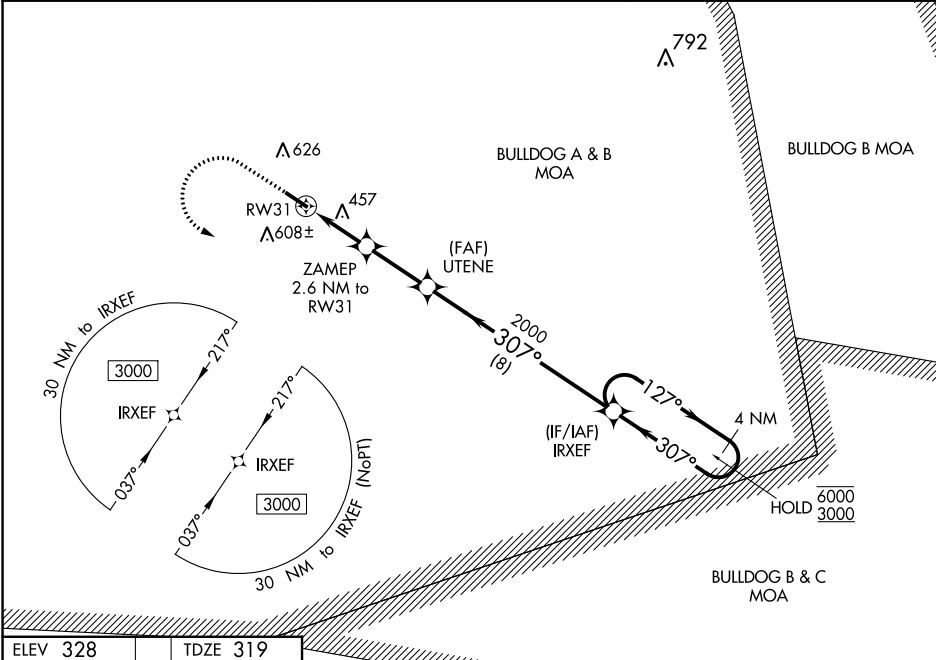 792
626
BULLDOG A & B
MOA
BULLDOG B MOA
RW31
457
608±
(FAF)
UTENE
ZAMEP
2.6 NM to
RW31
2000
307°
(8)
30 NM to IRXEF
217°
3000
IRXEF
037°
217°
IRXEF
3000
037°
30 NM to IRXEF (NoPT)
127°
4 NM
(IF/IAF)
IRXEF
307°
HOLD 6000
3000
BULLDOG B & C
MOA
ELEV 328 TDZE 319